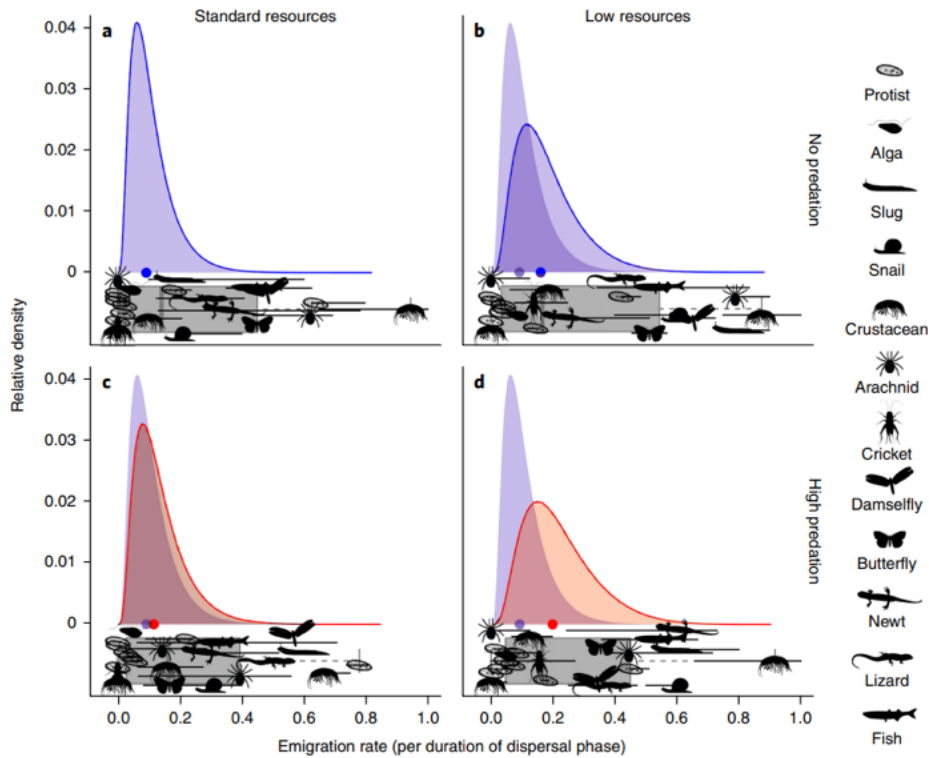 Standard resources
Low resources
a
b
0.04
0.03
0.02
0.01
0
No predation
Relative density
c
d
0.04
0.03
0.02
0.01
0
High predation
0.0 0.2 0.4 0.6 0.8 1.0
0.0 0.2 0.4 0.6 0.8 1.0
Emigration rate (per duration of dispersal phase)
Protist
Alga
Slug
Snail
Crustacean
Arachnid
Cricket
Damselfly
Butterfly
Newt
Lizard
Fish